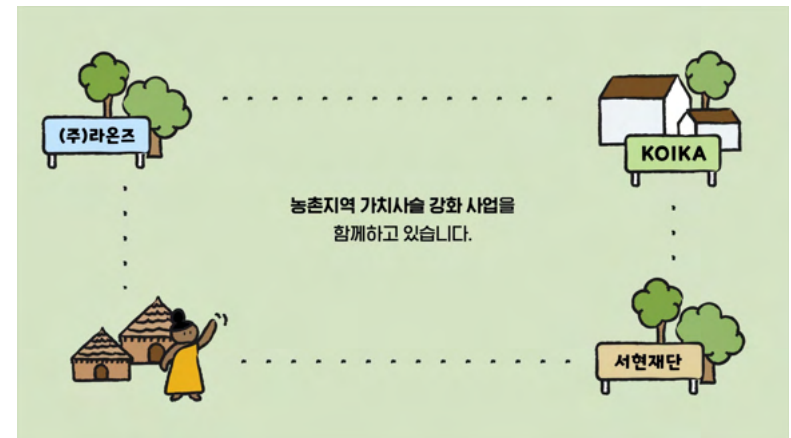 (주)라온즈
KOIKA
농촌지역 가치사슬 강화 사업을
함께하고 있습니다.
서현재단